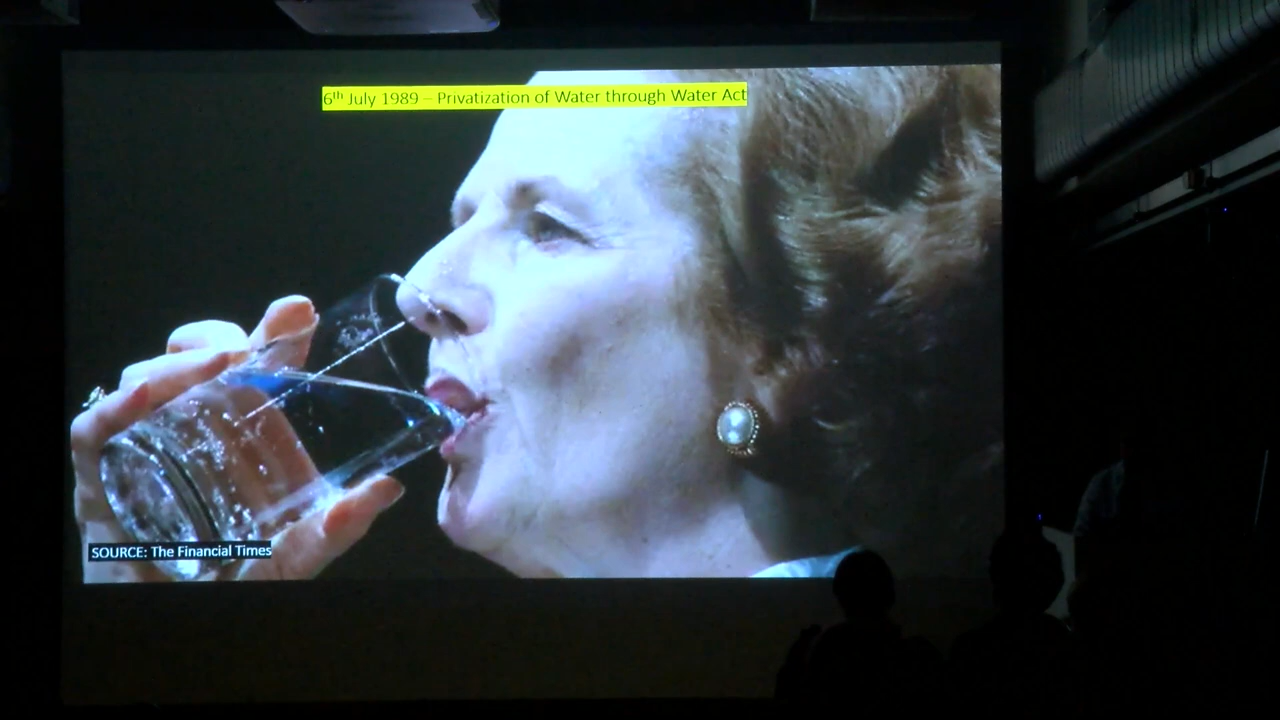 6th July 1989 – Privatization of Water through Water Act
SOURCE: The Financial Times